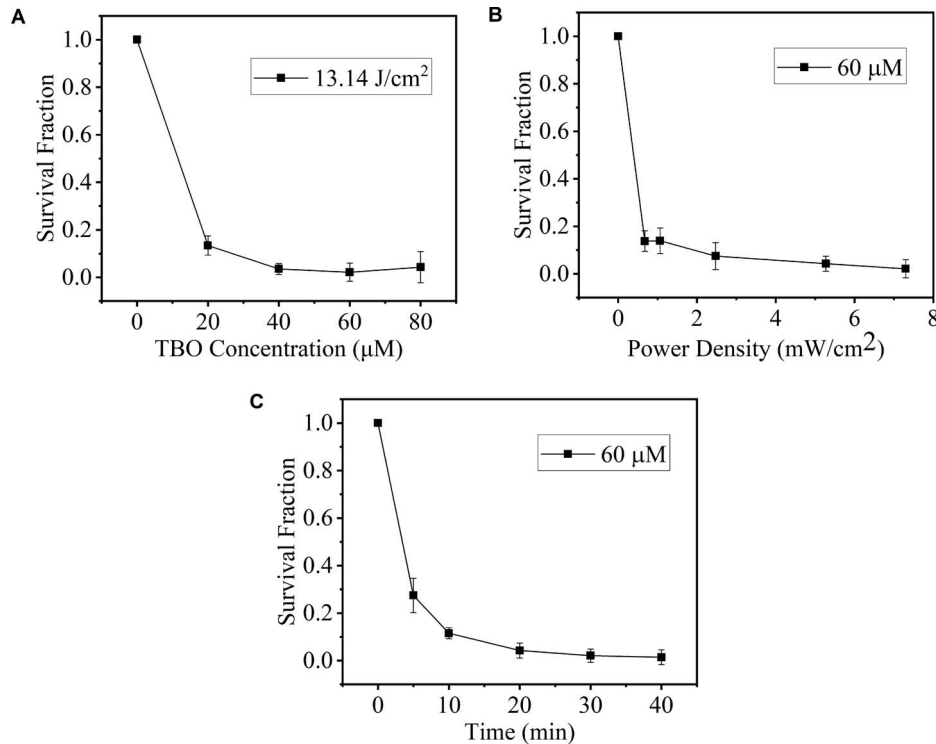 A
1.0
0.8
0.6
0.4
0.2
0.0
Survival Fraction
13.14 J/cm²
0 20 40 60 80
TBO Concentration (μM)
B
1.0
0.8
0.6
0.4
0.2
0.0
Survival Fraction
60 μM
0 2 4 6 8
Power Density (mW/cm²)
C
1.0
0.8
0.6
0.4
0.2
0.0
Survival Fraction
60 μM
0 10 20 30 40
Time (min)